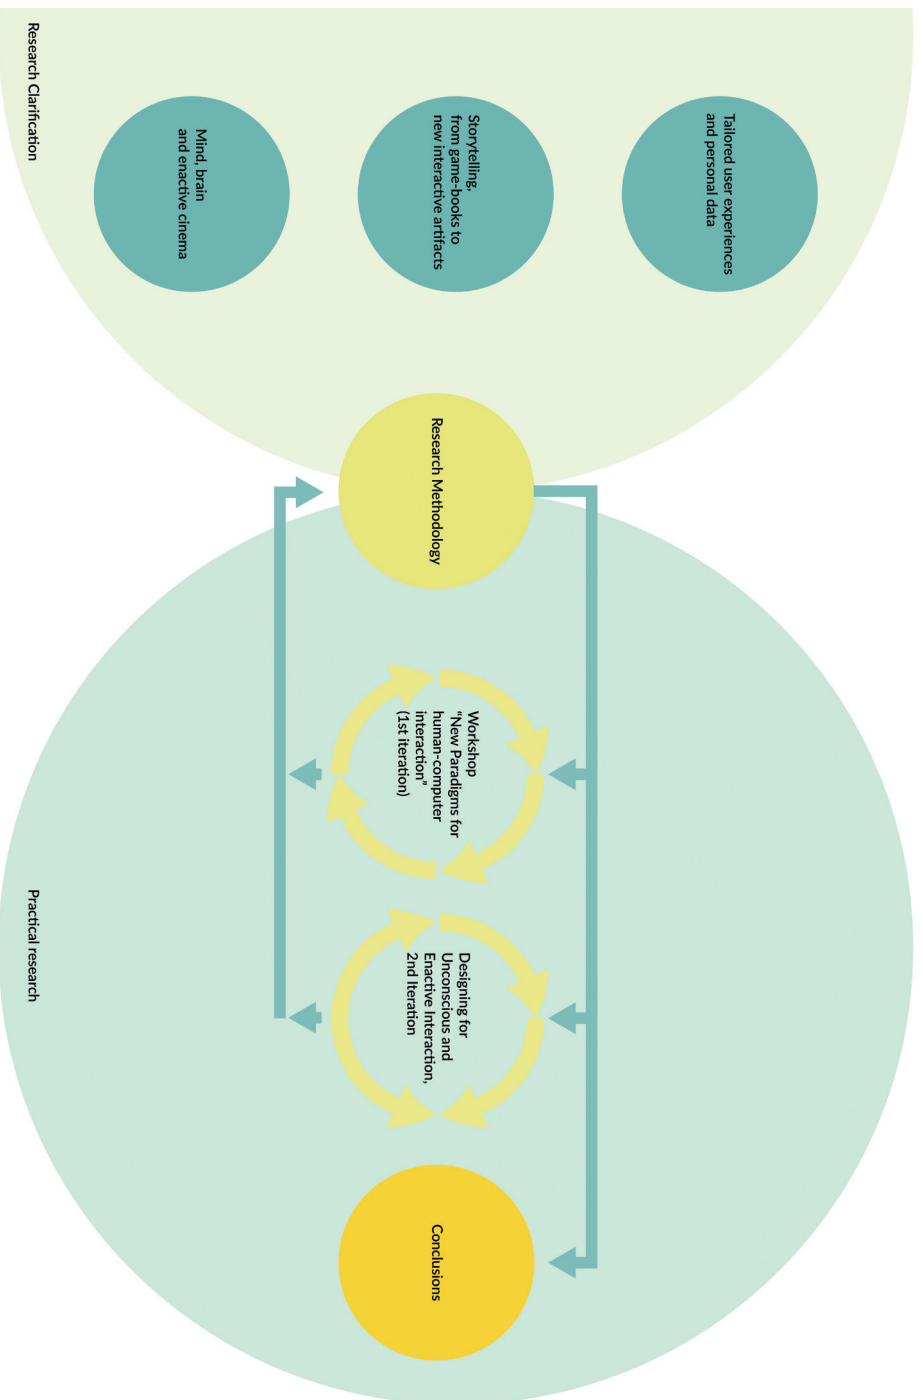 Research Clarification
Tailored user experiences
and personal data
Storytelling,
from game-books to
new interactive artifacts
Mind, brain
and enactive cinema
Research Methodology
Workshop
“New Paradigms for
human-computer
interaction”
(1st iteration)
Designing for
Unconscious and
Enactive Interaction,
2nd Iteration
Conclusions
Practical research